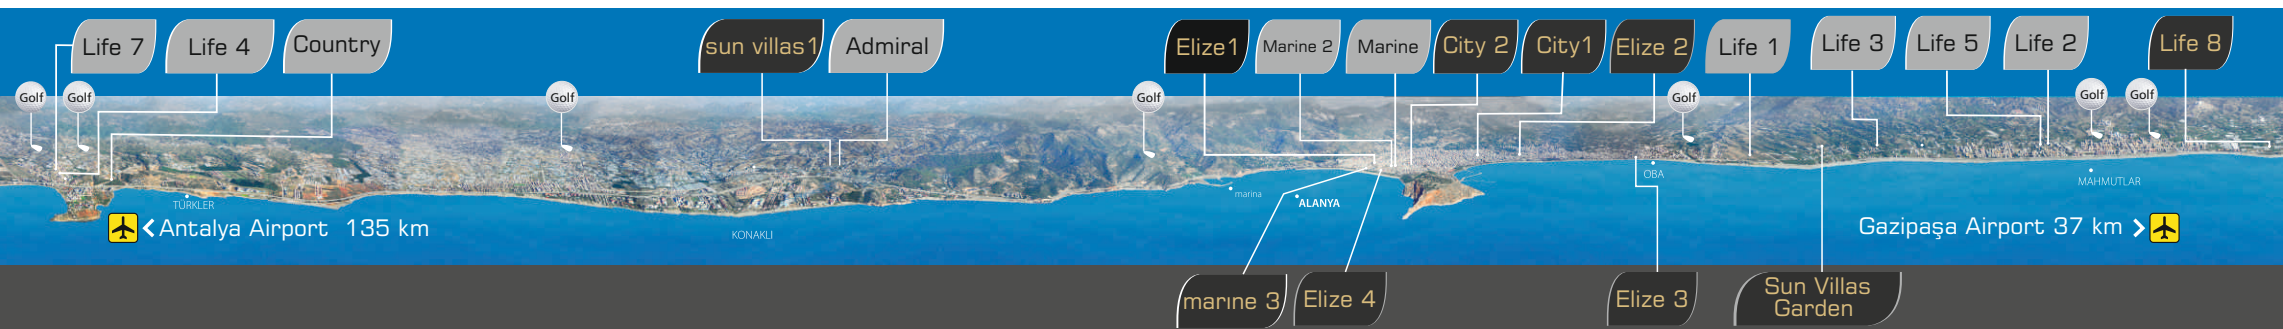 Life 7
Life 4
Country
sun villas1
Admiral
Elize1
Marine 2
Marine
City 2
City1
Elize 2
Life 1
Life 3
Life 5
Life 2
Life 8
Golf
Golf
Golf
Golf
Golf
Golf
Golf
TÜRKLER
KONAKLI
marina
ALANYA
OBA
MAHMUTLAR
Antalya Airport 135 km
Gazipaşa Airport 37 km
marıne 3
Elize 4
Elize 3
Sun Villas
Garden